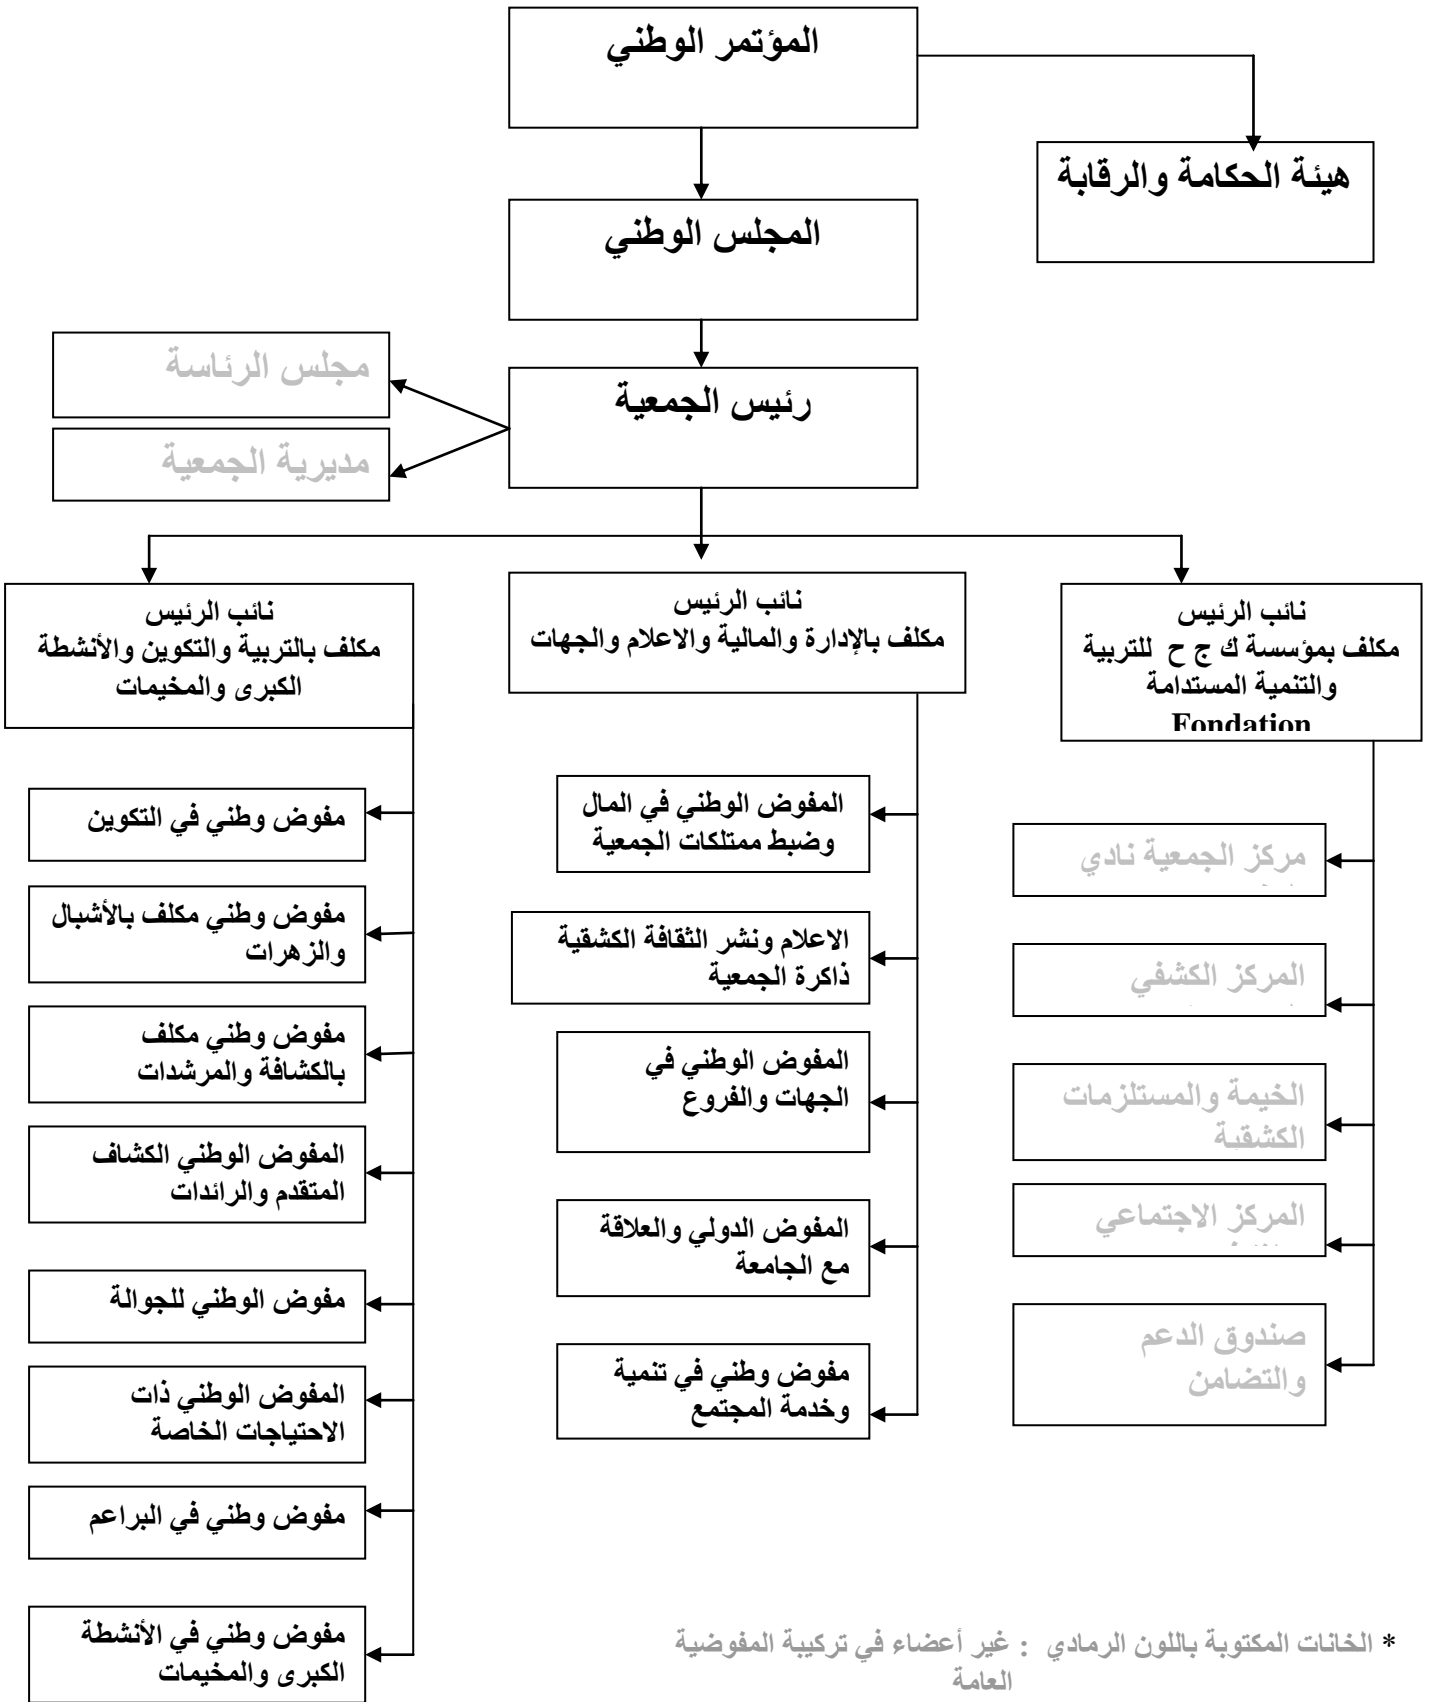 المؤتمر الوطني
هيئة الحكامة والرقابة
المجلس الوطني
مجلس الرئاسة
رئيس الجمعية
مديرية الجمعية
نائب الرئيس
مكلف بمؤسسة ك ج ح للتربية
والتنمية المستدامة
Fondation
نائب الرئيس
مكلف بالإدارة والمالية والاعلام والجهات
نائب الرئيس
مكلف بالتربية والتكوين والأنشطة
الكبرى والمخيمات
مركز الجمعية نادي
المركز الكشفي
الخيمة والمستلزمات
الكشقية
المركز الاجتماعي
صندوق الدعم
والتضامن
المفوض الوطني في المال
وضبط ممتلكات الجمعية
الاعلام ونشر الثقافة الكشقية
ذاكرة الجمعية
المفوض الوطني في
الجهات والفروع
المفوض الدولي والعلاقة
مع الجامعة
مفوض وطني في تنمية
وخدمة المجتمع
مفوض وطني في التكوين
مفوض وطني مكلف بالأشبال
والزهرات
مفوض وطني مكلف
بالكشافة والمرشدات
المفوض الوطني الكشاف
المتقدم والرائدات
مفوض الوطني للجوالة
المفوض الوطني ذات
الاحتياجات الخاصة
مفوض وطني في البراعم
مفوض وطني في الأنشطة
الكبرى والمخيمات
* الخانات المكتوبة باللون الرمادي : غير أعضاء في تركيبة المفوضية
العامة